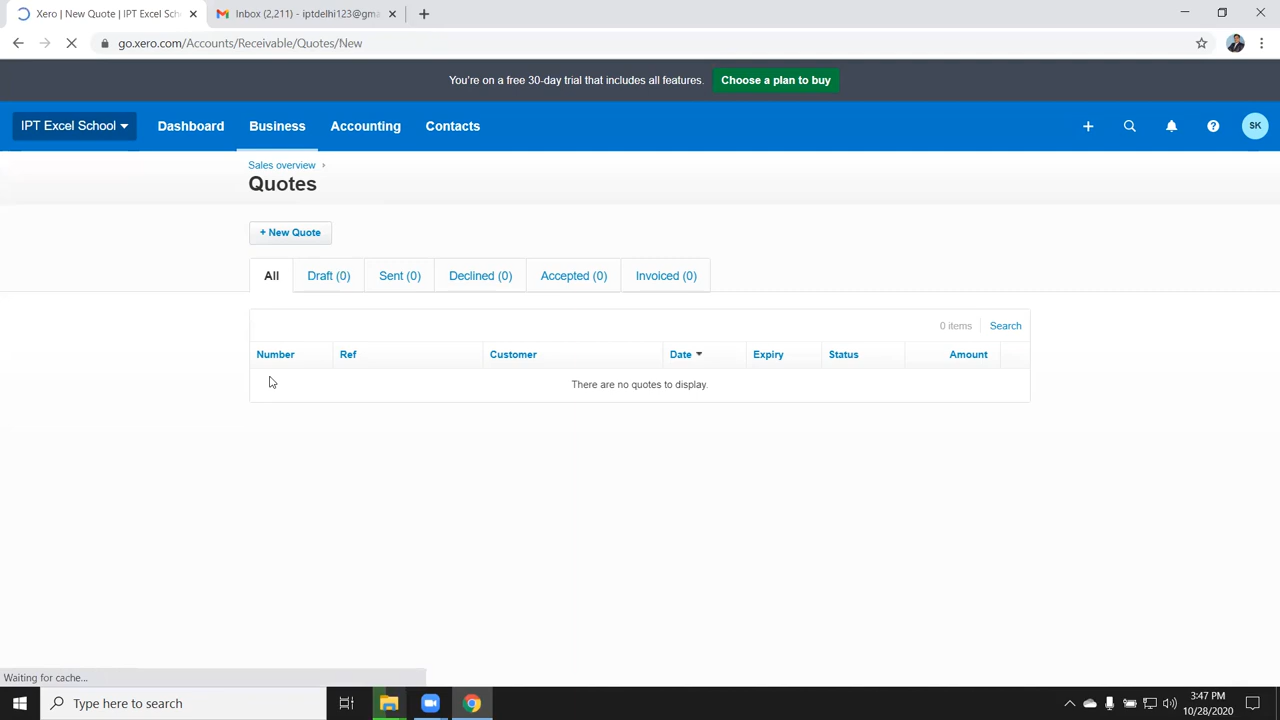 Xero | New Quote | IPT Excel Sch
Inbox (2,211) - iptdelhi123@gm
go.xero.com/Accounts/Receivable/Quotes/New
You're on a free 30-day trial that includes all features.
Choose a plan to buy
IPT Excel School
Dashboard
Business
Accounting
Contacts
SK
Sales overview
Quotes
+ New Quote
All
Draft (0)
Sent (0)
Declined (0)
Accepted (0)
Invoiced (0)
0 items
Search
Number
Ref
Customer
Date
Expiry
Status
Amount
There are no quotes to display.
Waiting for cache...
Type here to search
3:47 PM
10/28/2020